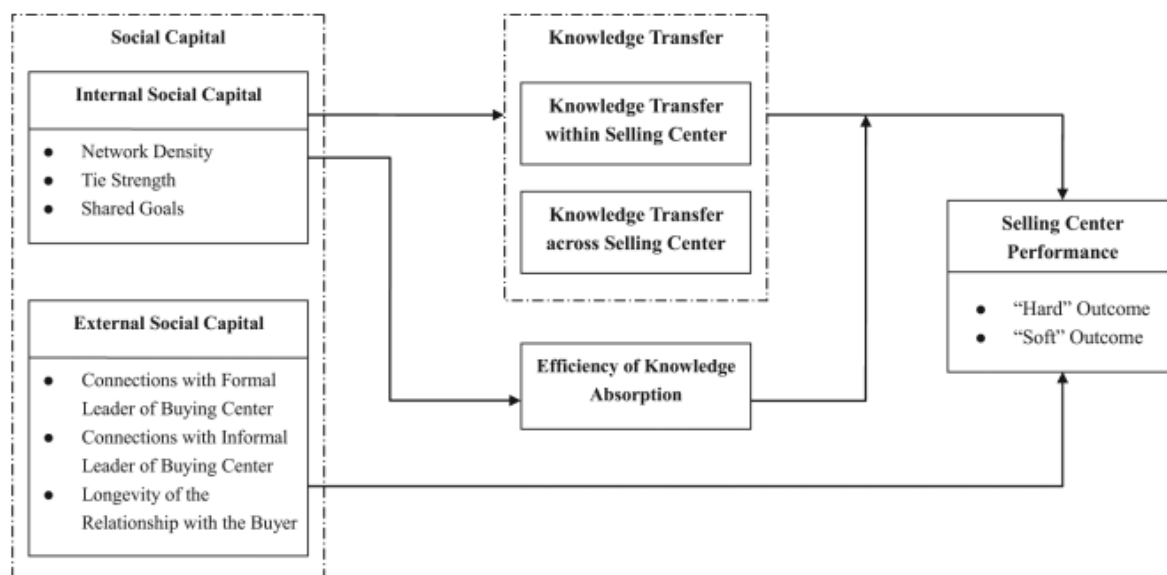 Social Capital
Internal Social Capital
● Network Density
● Tie Strength
● Shared Goals
External Social Capital
● Connections with Formal
Leader of Buying Center
● Connections with Informal
Leader of Buying Center
● Longevity of the
Relationship with the Buyer
Knowledge Transfer
Knowledge Transfer
within Selling Center
Knowledge Transfer
across Selling Center
Efficiency of Knowledge
Absorption
Selling Center
Performance
● “Hard” Outcome
● “Soft” Outcome